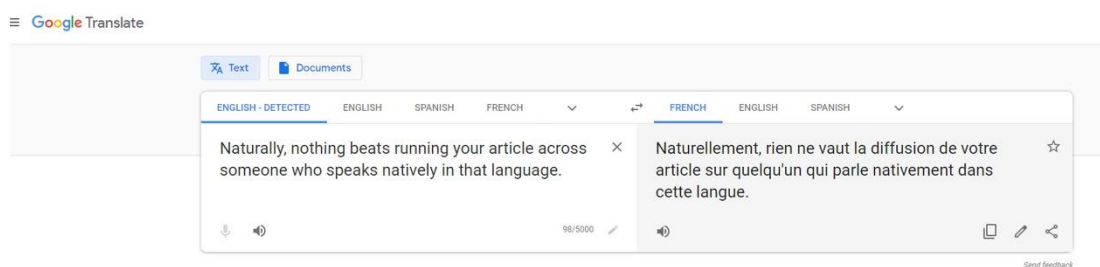 Google Translate
Text
Documents
ENGLISH - DETECTED
ENGLISH
SPANISH
FRENCH
FRENCH
ENGLISH
SPANISH
Naturally, nothing beats running your article across
someone who speaks natively in that language.
98/5000
Naturellement, rien ne vaut la diffusion de votre
article sur quelqu'un qui parle nativement dans
cette langue.
Send feedback